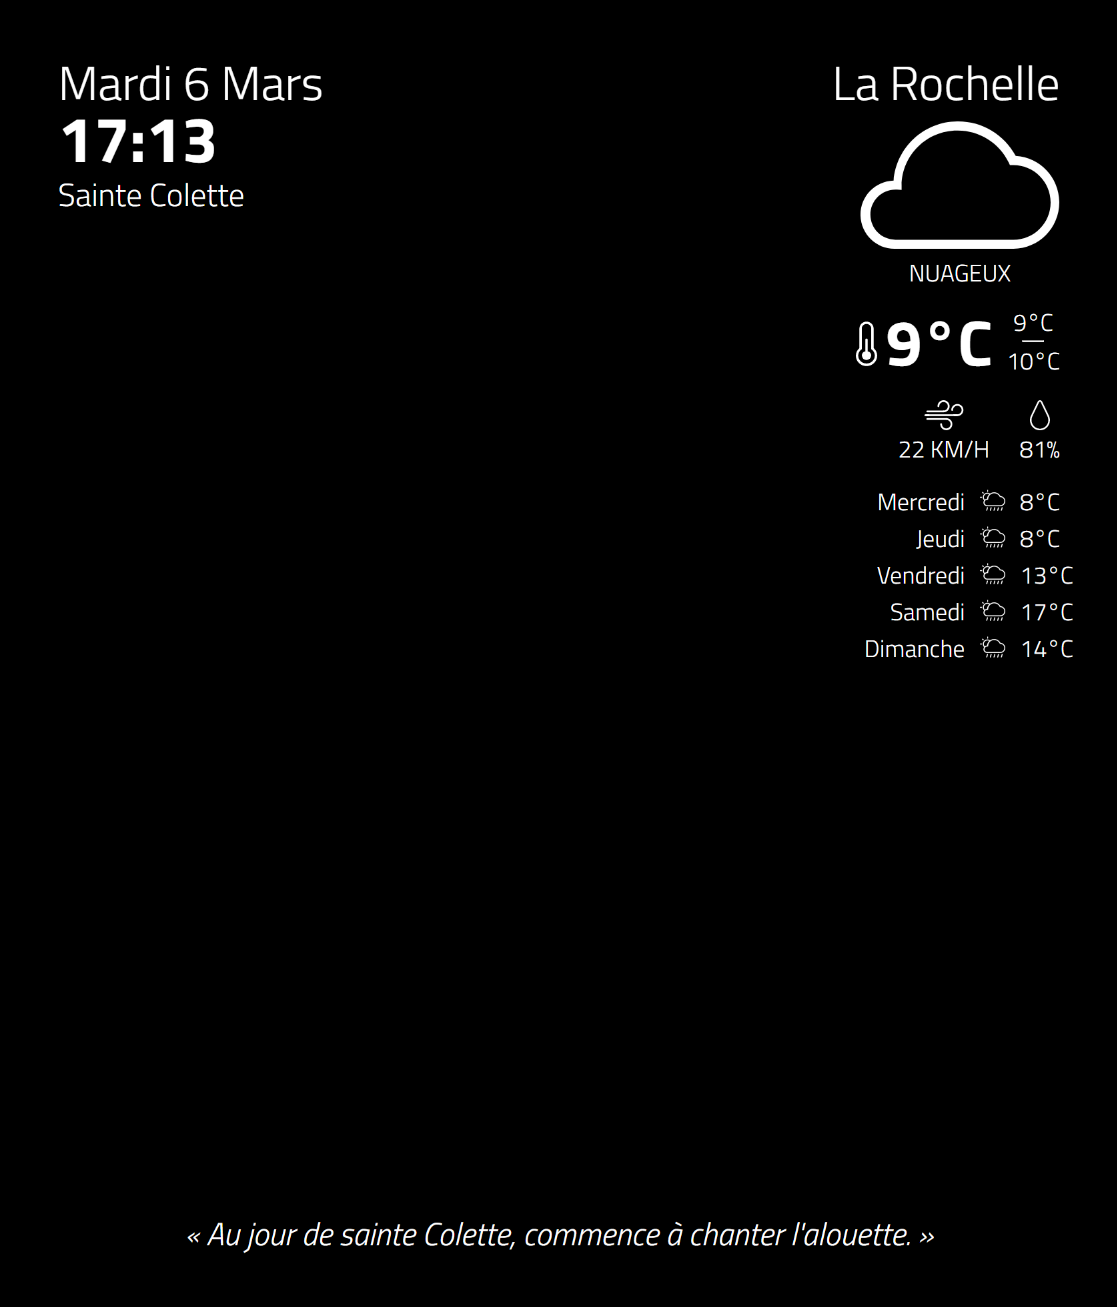 Mardi 6 Mars
17:13
Sainte Colette
La Rochelle
NUAGEUX
9°C
9°C
10°C
22 KM/H 81%
Mercredi 8°C
Jeudi 8°C
Vendredi 13°C
Samedi 17°C
Dimanche 14°C
« Au jour de sainte Colette, commence à chanter l'alouette. »